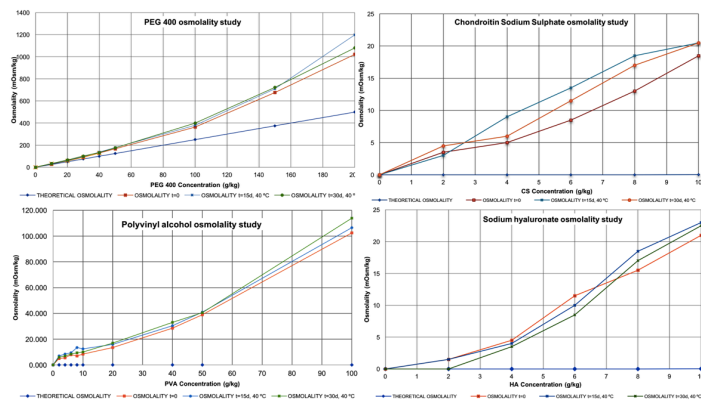 PEG 400 osmolality study
Osmolality (mOsm/kg)
1400
1200
1000
800
600
400
200
0
0 20 40 60 80 100 120 140 160 180 200
PEG 400 Concentration (g/kg)
THEORETICAL OSMOLALITY OSMOLALITY t=0 OSMOLALITY t=15d, 40 ºC OSMOLALITY t=30d, 40 ºC
Chondroitin Sodium Sulphate osmolality study
Osmolality (mOsm/kg)
25
20
15
10
5
0
0 2 4 6 8 10
CS Concentration (g/kg)
THEORETICAL OSMOLALITY OSMOLALITY t=0 OSMOLALITY t=15d, 40 ºC OSMOLALITY t=30d, 40 ºC
Polyvinyl alcohol osmolality study
Osmolality (mOsm/kg)
120.000
100.000
80.000
60.000
40.000
20.000
0.000
0 10 20 30 40 50 60 70 80 90 100
PVA Concentration (g/kg)
THEORETICAL OSMOLALITY OSMOLALITY t=0 OSMOLALITY t=15d, 40 ºC OSMOLALITY t=30d, 40 ºC
Sodium hyaluronate osmolality study
Osmolality (mOsm/kg)
25
20
15
10
5
0
0 1 2 3 4 5 6 7 8 9 10
HA Concentration (g/kg)
THEORETICAL OSMOLALITY OSMOLALITY t=0 OSMOLALITY t=15d, 40 ºC OSMOLALITY t=30d, 40 ºC